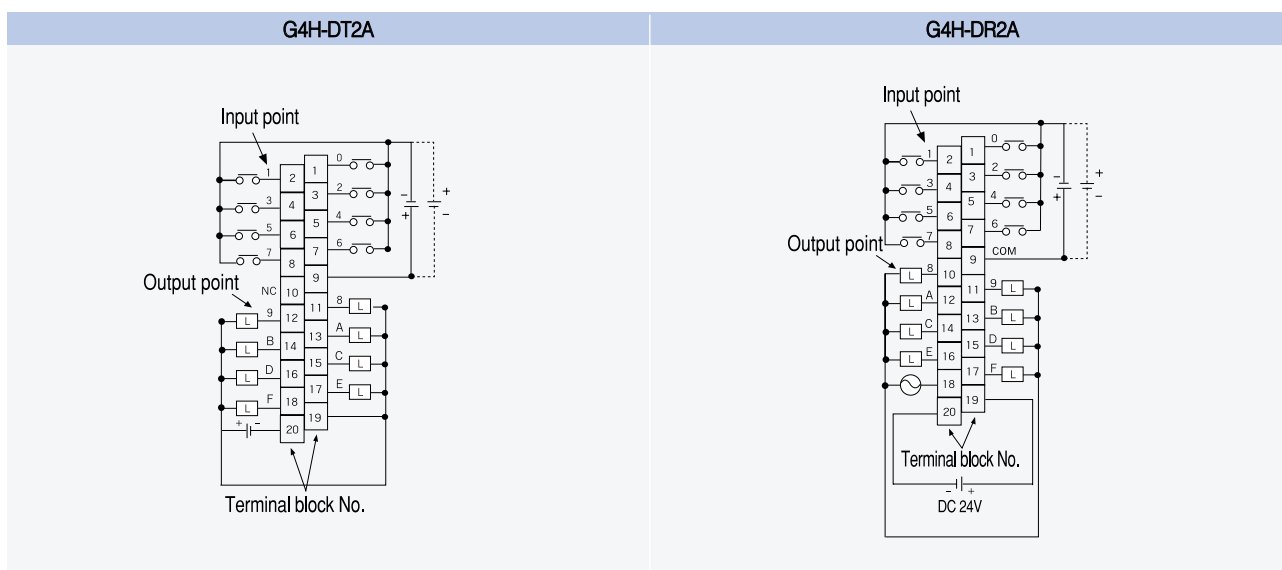 G4H-DT2A
Input point
0
1
2
1
2
3
3
4
4
5
5
6
6
7
7
8
9
- +
+ -
Output point
NC
10
8
9
11
12
A
B
13
14
C
D
15
16
E
F
17
18
19
+ -
20
Terminal block No.
G4H-DR2A
Input point
0
1
1
2
2
3
3
4
4
5
5
6
6
7
7
8
COM
9
- +
+ -
Output point
8
10
9
11
A
12
B
13
C
14
D
15
E
16
F
17
18
19
20
Terminal block No.
- +
DC 24V